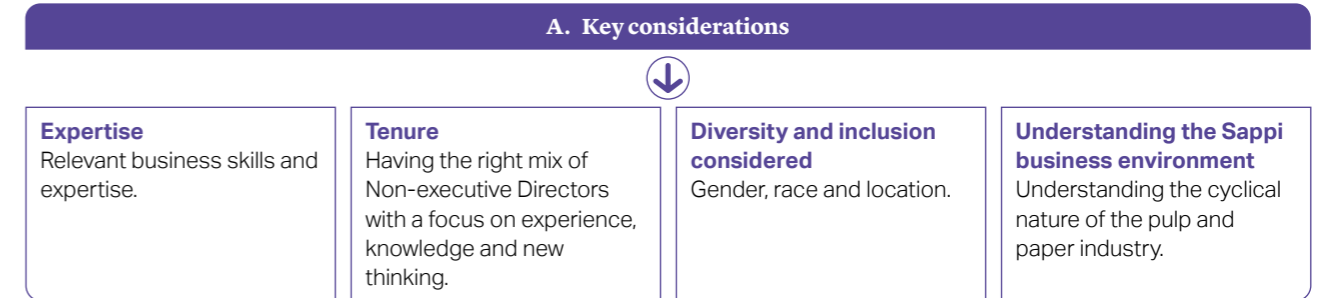 A. Key considerations
Expertise
Relevant business skills and
expertise.
Tenure
Having the right mix of
Non-executive Directors
with a focus on experience,
knowledge and new
thinking.
Diversity and inclusion
considered
Gender, race and location.
Understanding the Sappi
business environment
Understanding the cyclical
nature of the pulp and
paper industry.